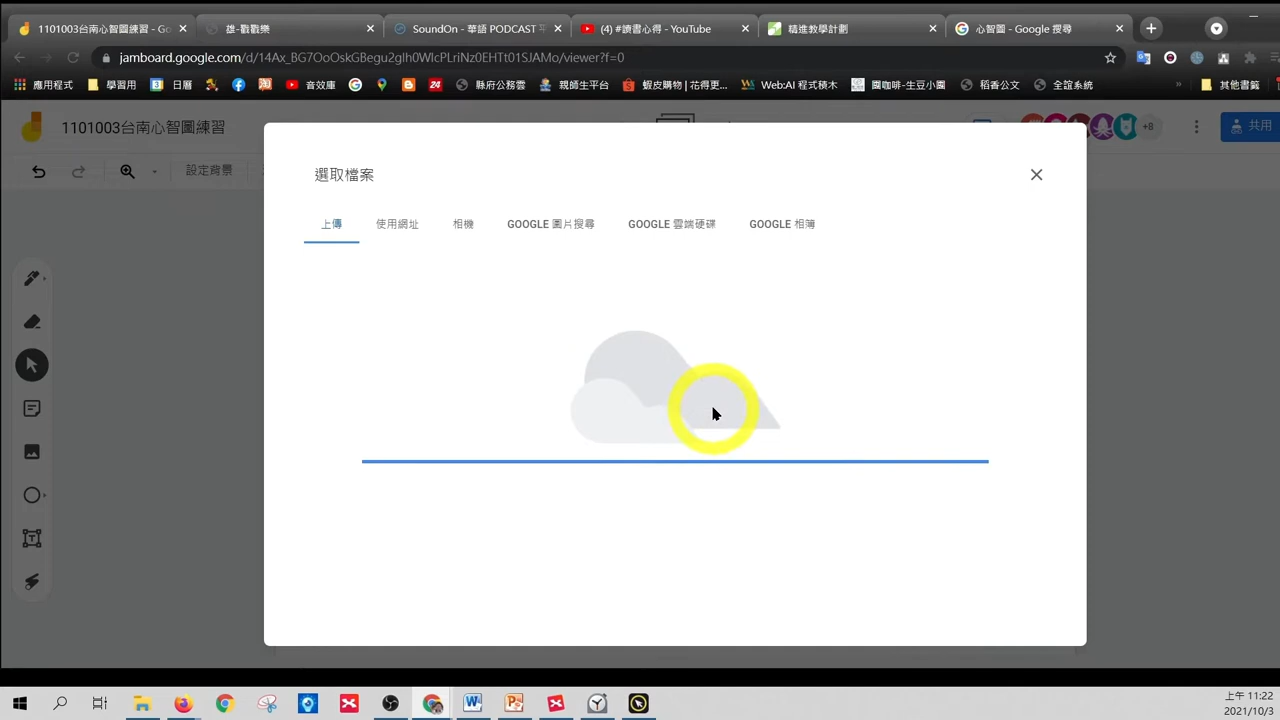 1101003台南心智圖練習 - Go
雄-戳戳樂
SoundOn - 華語 PODCAST 平
(4) #讀書心得 - YouTube
精進教學計劃
心智圖 - Google 搜尋
jamboard.google.com/d/14Ax_BG7OoOskGBegu2glh0WIcPLriNz0EHTt01SJAMo/viewer?f=0
應用程式
學習用
日曆
淘
音效庫
24
縣府公務雲
親師生平台
蝦皮購物 | 花得更...
Web:AI 程式積木
園咖啡-生豆小園
稻香公文
全誼系統
»
其他書籤
1101003台南心智圖練習
+8
共用
設定背景
選取檔案
上傳
使用網址
相機
GOOGLE 圖片搜尋
GOOGLE 雲端硬碟
GOOGLE 相簿
上午 11:22
2021/10/3